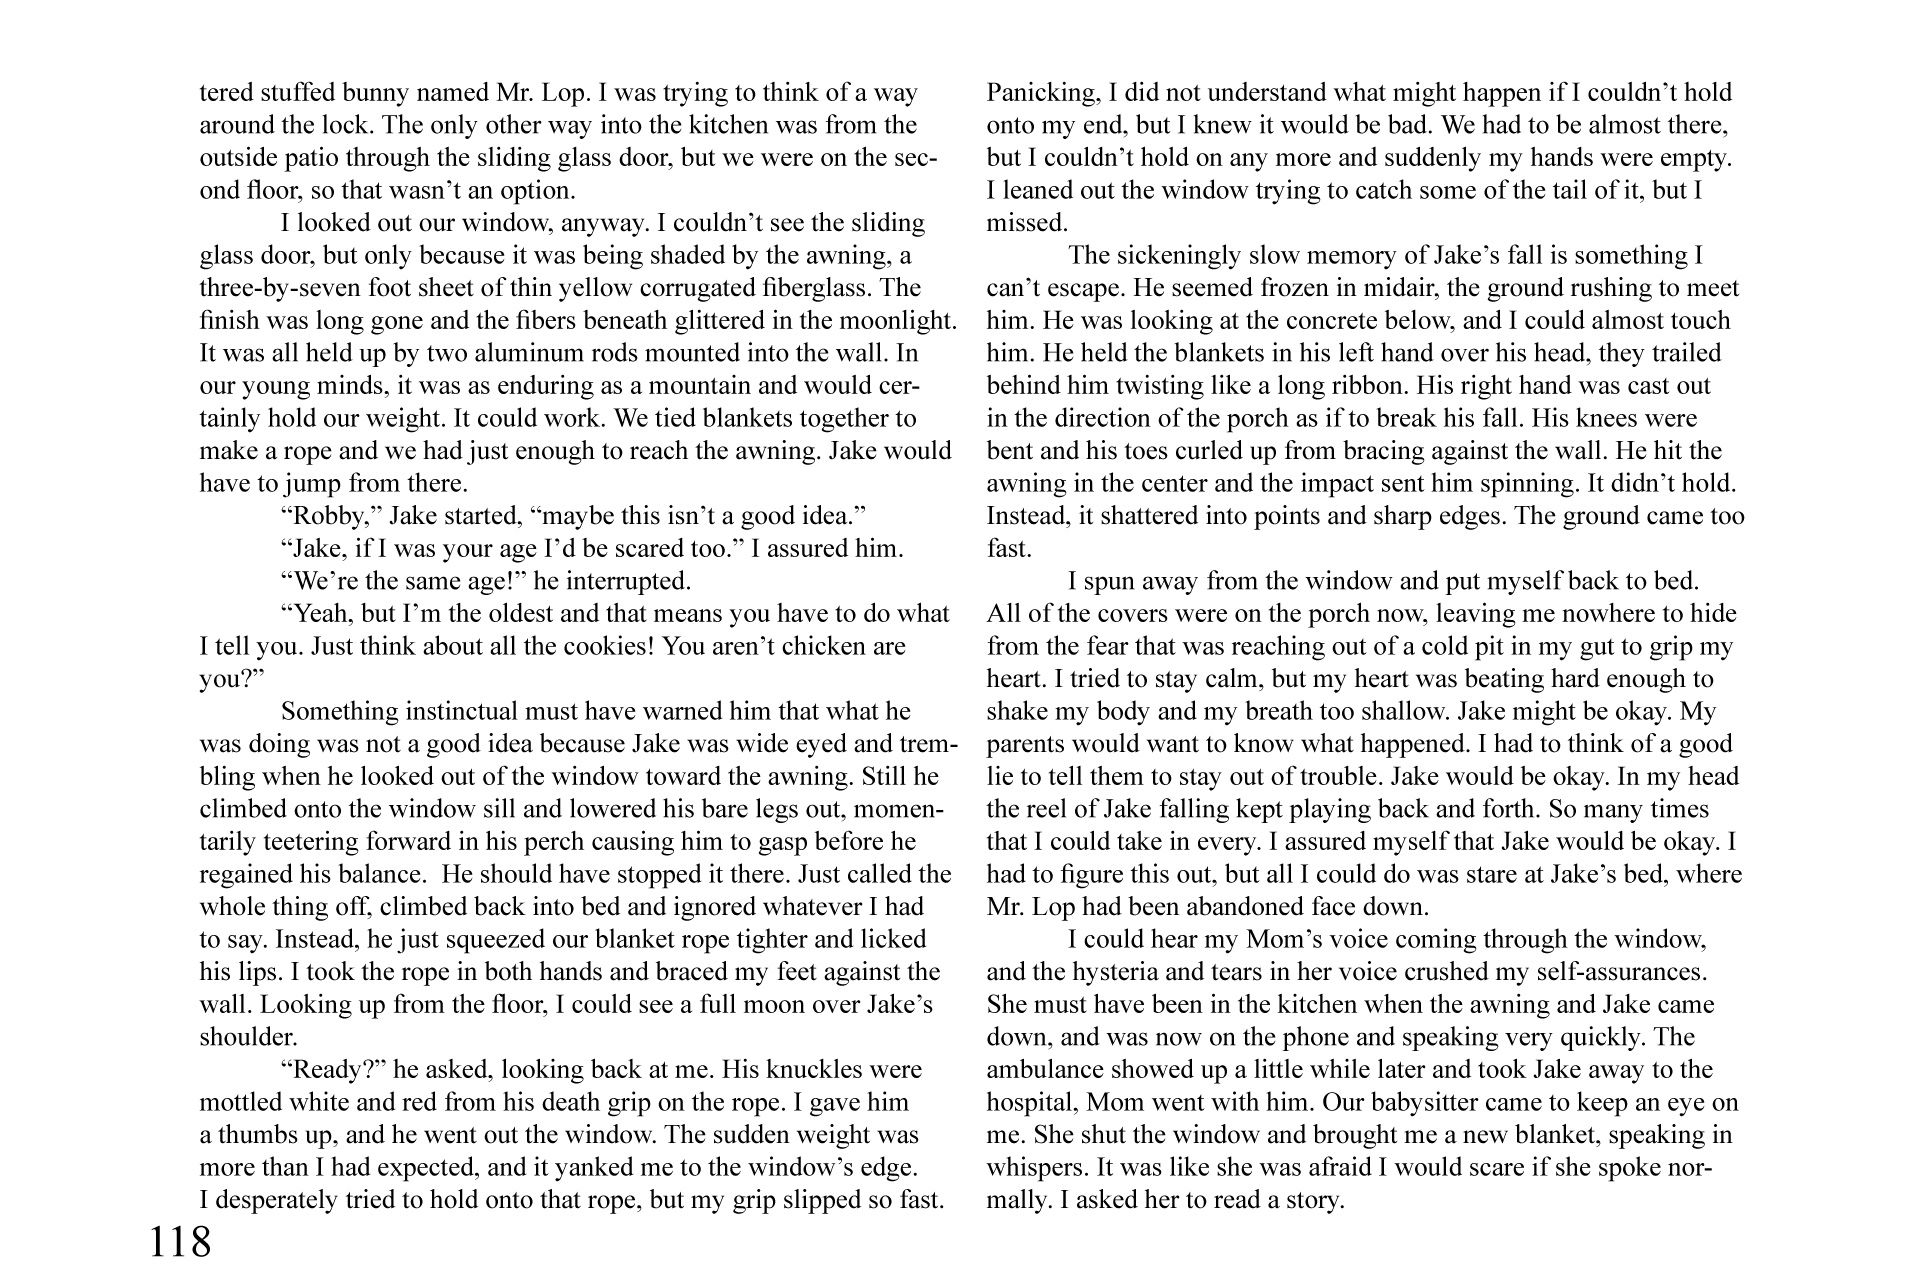 tered stuffed bunny named Mr. Lop. I was trying to think of a way
around the lock. The only other way into the kitchen was from the
outside patio through the sliding glass door, but we were on the sec-
ond floor, so that wasn’t an option.
I looked out our window, anyway. I couldn’t see the sliding
glass door, but only because it was being shaded by the awning, a
three-by-seven foot sheet of thin yellow corrugated fiberglass. The
finish was long gone and the fibers beneath glittered in the moonlight.
It was all held up by two aluminum rods mounted into the wall. In
our young minds, it was as enduring as a mountain and would cer-
tainly hold our weight. It could work. We tied blankets together to
make a rope and we had just enough to reach the awning. Jake would
have to jump from there.
“Robby,” Jake started, “maybe this isn’t a good idea.”
“Jake, if I was your age I’d be scared too.” I assured him.
“We’re the same age!” he interrupted.
“Yeah, but I’m the oldest and that means you have to do what
I tell you. Just think about all the cookies! You aren’t chicken are
you?”
Something instinctual must have warned him that what he
was doing was not a good idea because Jake was wide eyed and trem-
bling when he looked out of the window toward the awning. Still he
climbed onto the window sill and lowered his bare legs out, momen-
tarily teetering forward in his perch causing him to gasp before he
regained his balance.  He should have stopped it there. Just called the
whole thing off, climbed back into bed and ignored whatever I had
to say. Instead, he just squeezed our blanket rope tighter and licked
his lips. I took the rope in both hands and braced my feet against the
wall. Looking up from the floor, I could see a full moon over Jake’s
shoulder.
“Ready?” he asked, looking back at me. His knuckles were
mottled white and red from his death grip on the rope. I gave him
a thumbs up, and he went out the window. The sudden weight was
more than I had expected, and it yanked me to the window’s edge.
I desperately tried to hold onto that rope, but my grip slipped so fast.
Panicking, I did not understand what might happen if I couldn’t hold
onto my end, but I knew it would be bad. We had to be almost there,
but I couldn’t hold on any more and suddenly my hands were empty.
I leaned out the window trying to catch some of the tail of it, but I
missed.
The sickeningly slow memory of Jake’s fall is something I
can’t escape. He seemed frozen in midair, the ground rushing to meet
him. He was looking at the concrete below, and I could almost touch
him. He held the blankets in his left hand over his head, they trailed
behind him twisting like a long ribbon. His right hand was cast out
in the direction of the porch as if to break his fall. His knees were
bent and his toes curled up from bracing against the wall. He hit the
awning in the center and the impact sent him spinning. It didn’t hold.
Instead, it shattered into points and sharp edges. The ground came too
fast.
I spun away from the window and put myself back to bed.
All of the covers were on the porch now, leaving me nowhere to hide
from the fear that was reaching out of a cold pit in my gut to grip my
heart. I tried to stay calm, but my heart was beating hard enough to
shake my body and my breath too shallow. Jake might be okay. My
parents would want to know what happened. I had to think of a good
lie to tell them to stay out of trouble. Jake would be okay. In my head
the reel of Jake falling kept playing back and forth. So many times
that I could take in every. I assured myself that Jake would be okay. I
had to figure this out, but all I could do was stare at Jake’s bed, where
Mr. Lop had been abandoned face down.
I could hear my Mom’s voice coming through the window,
and the hysteria and tears in her voice crushed my self-assurances.
She must have been in the kitchen when the awning and Jake came
down, and was now on the phone and speaking very quickly. The
ambulance showed up a little while later and took Jake away to the
hospital, Mom went with him. Our babysitter came to keep an eye on
me. She shut the window and brought me a new blanket, speaking in
whispers. It was like she was afraid I would scare if she spoke nor-
mally. I asked her to read a story.
118